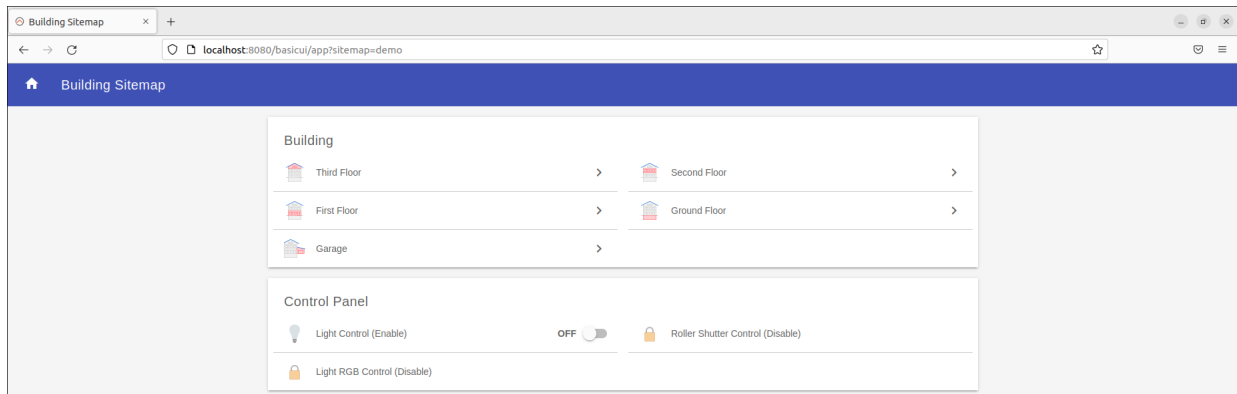 Building Sitemap
localhost:8080/basicui/app?sitemap=demo
Building Sitemap
Building
Third Floor
Second Floor
First Floor
Ground Floor
Garage
Control Panel
Light Control (Enable) OFF
Roller Shutter Control (Disable)
Light RGB Control (Disable)